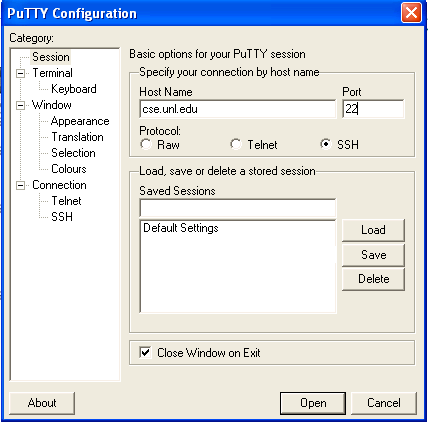 PuTTY Configuration
Category:
Session
Terminal
Keyboard
Window
Appearance
Translation
Selection
Colours
Connection
Telnet
SSH
Basic options for your PuTTY session
Specify your connection by host name
Host Name Port
cse.unl.edu 22
Protocol:
Raw Telnet SSH
Load, save or delete a stored session
Saved Sessions
Default Settings
Load
Save
Delete
Close Window on Exit
About Open Cancel